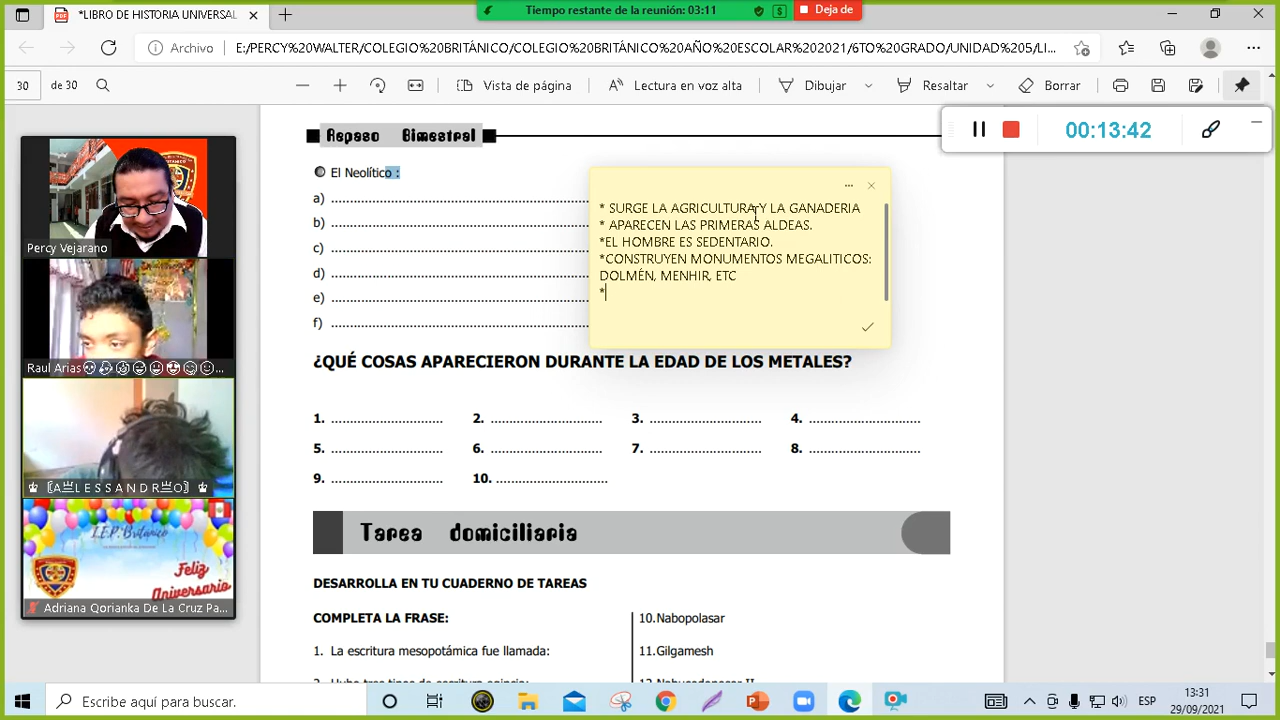 *LIBRO DE HISTORIA UNIVERSAL
Tiempo restante de la reunión: 03:11
Deja de
Archivo
E:/PERCY%20WALTER/COLEGIO%20BRITÁNICO/COLEGIO%20BRITÁNICO%20AÑO%20ESCOLAR%202021/6TO%20GRADO/UNIDAD%205/LI...
30 de 30
Vista de página
Lectura en voz alta
Dibujar
Resaltar
Borrar
00:13:42
Repaso Bimestral
El Neolítico :
a) ......................................................
b) ......................................................
c) ......................................................
d) ......................................................
e) ......................................................
f) ......................................................
* SURGE LA AGRICULTURA Y LA GANADERIA
* APARECEN LAS PRIMERAS ALDEAS.
*EL HOMBRE ES SEDENTARIO.
*CONSTRUYEN MONUMENTOS MEGALITICOS:
DOLMÉN, MENHIR, ETC
*
¿QUÉ COSAS APARECIERON DURANTE LA EDAD DE LOS METALES?
1. ........................... 2. ........................... 3. ........................... 4. ...........................
5. ........................... 6. ........................... 7. ........................... 8. ...........................
9. ........................... 10. ...........................
Tarea domiciliaria
DESARROLLA EN TU CUADERNO DE TAREAS
COMPLETA LA FRASE:
1. La escritura mesopotámica fue llamada:
10.Nabopolasar
11.Gilgamesh
Percy Vejarano
Raul Arias
♔ 〖A♕L E S S A N D R♕O〗 ♔
I.E.P. Británico
Feliz
Aniversario
Adriana Qorianka De La Cruz Pa...
Escribe aquí para buscar
ESP
13:31
29/09/2021